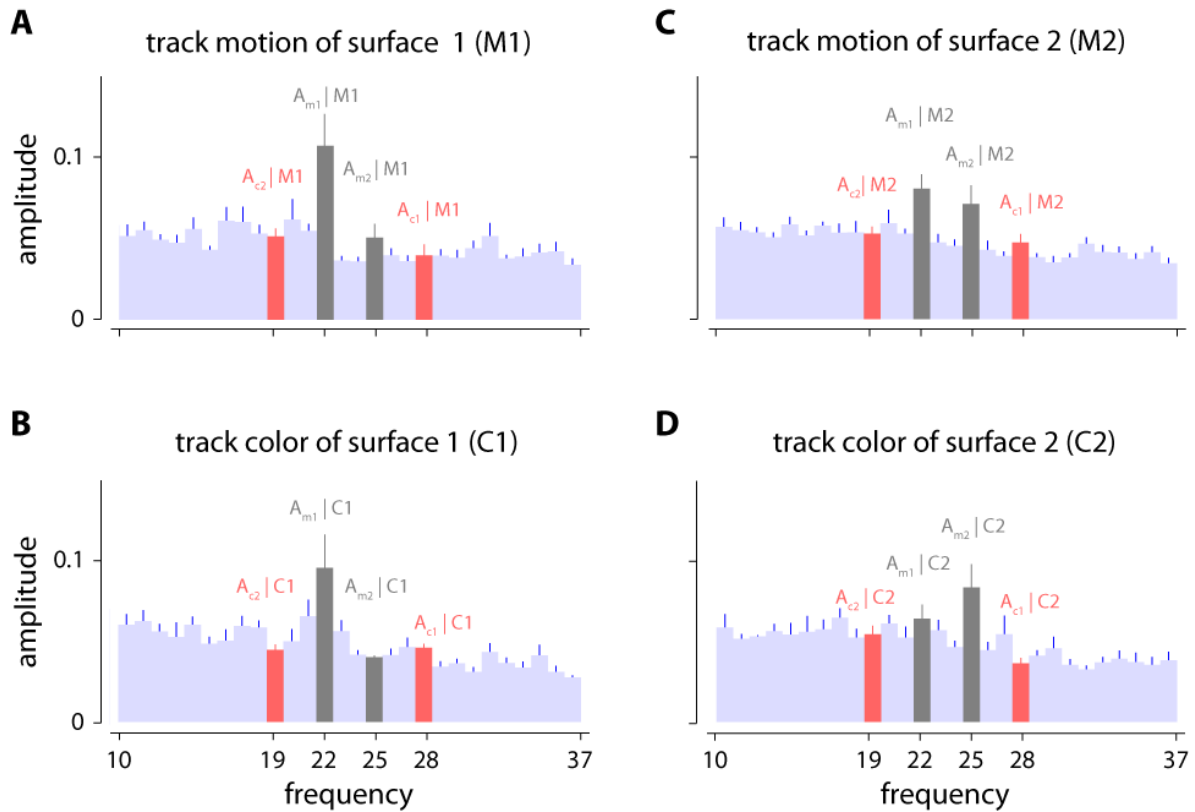 A
track motion of surface 1 (M1)
amplitude
0.1
0
A_c2 | M1
A_m1 | M1
A_m2 | M1
A_c1 | M1
C
track motion of surface 2 (M2)
A_c2 | M2
A_m1 | M2
A_m2 | M2
A_c1 | M2
B
track color of surface 1 (C1)
amplitude
0.1
0
A_c2 | C1
A_m1 | C1
A_m2 | C1
A_c1 | C1
10 19 22 25 28 37
frequency
D
track color of surface 2 (C2)
A_c2 | C2
A_m1 | C2
A_m2 | C2
A_c1 | C2
10 19 22 25 28 37
frequency